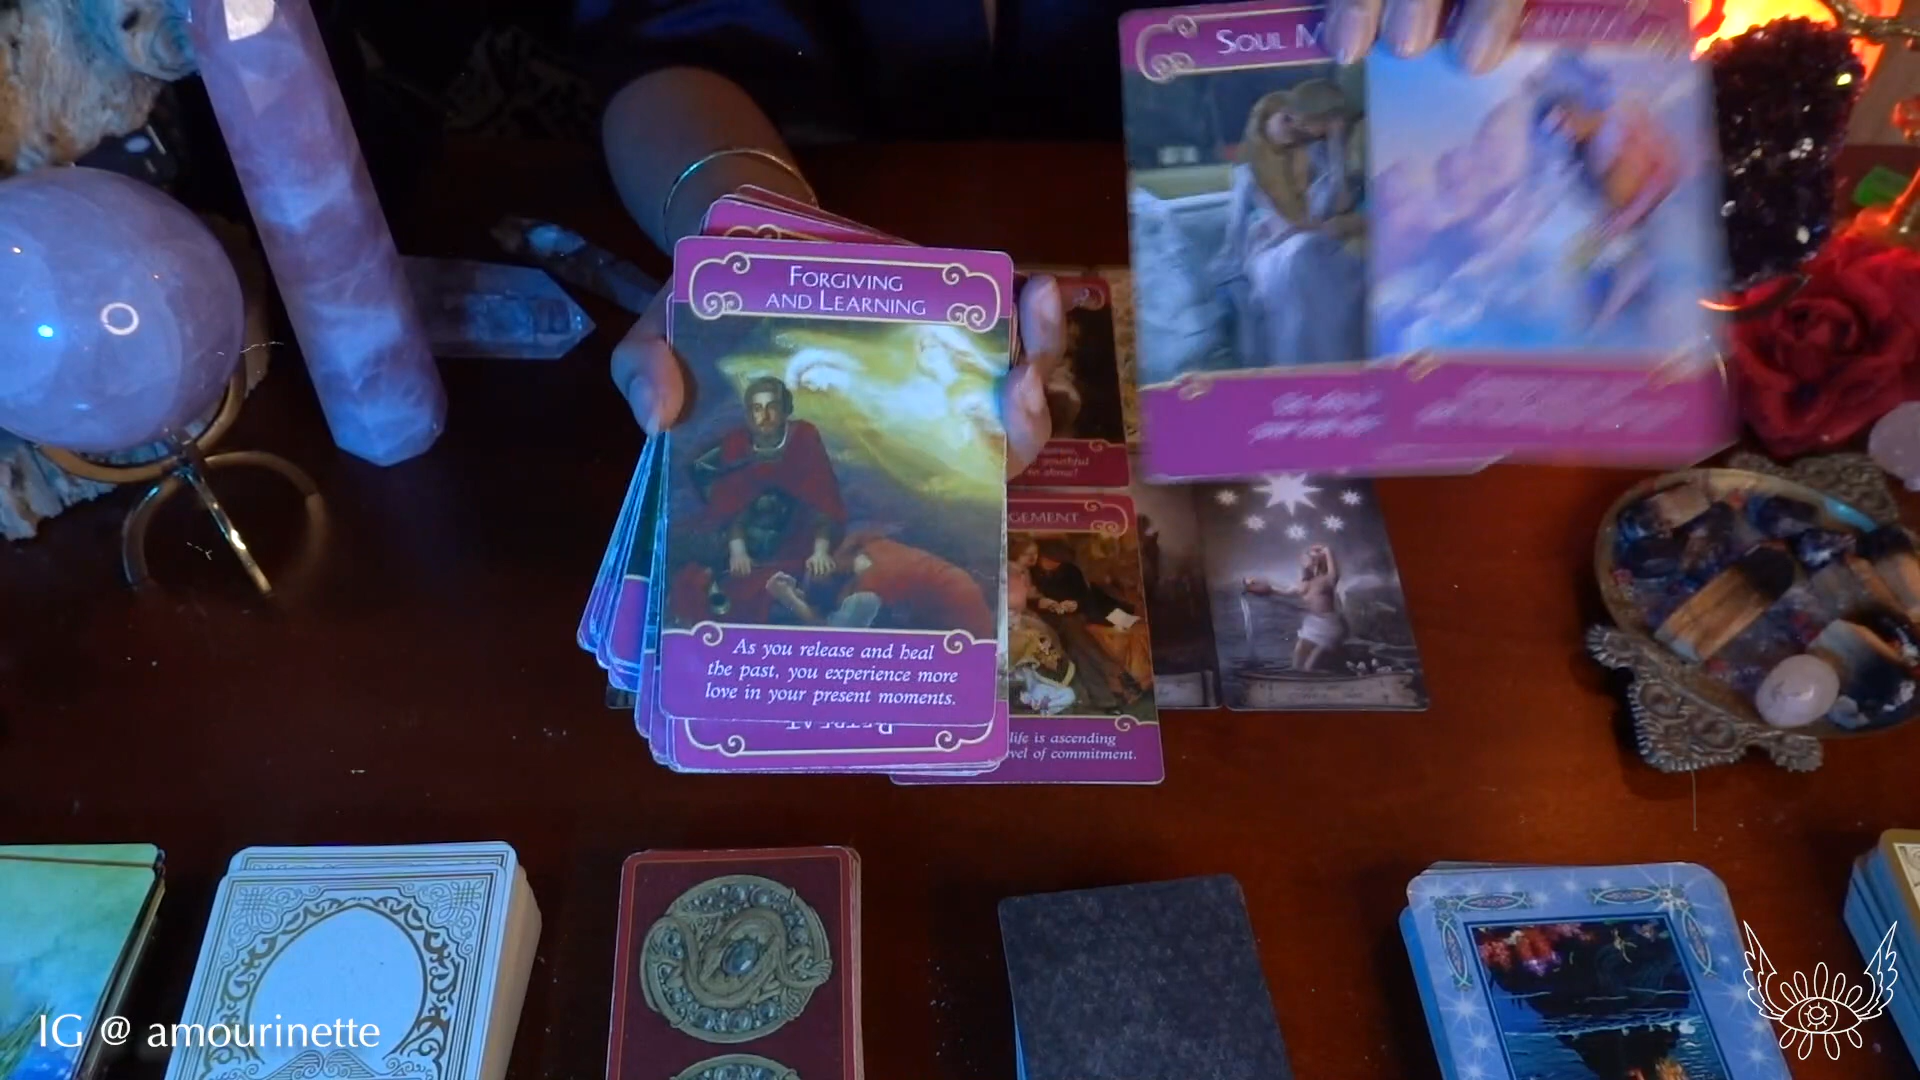 SOUL M
FORGIVING
AND LEARNING
As you release and heal
the past, you experience more
love in your present moments.
RETREAT
GEMENT
life is ascending
vel of commitment.
IG @ amourinette